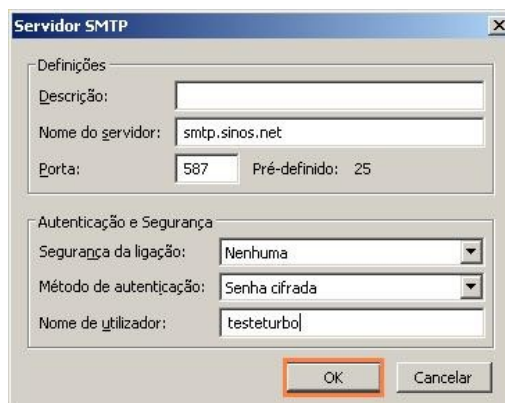 Servidor SMTP
Definições
Descrição:
Nome do servidor: smtp.sinos.net
Porta: 587 Pré-definido: 25
Autenticação e Segurança
Segurança da ligação: Nenhuma
Método de autenticação: Senha cifrada
Nome de utilizador: testeturbo
OK Cancelar